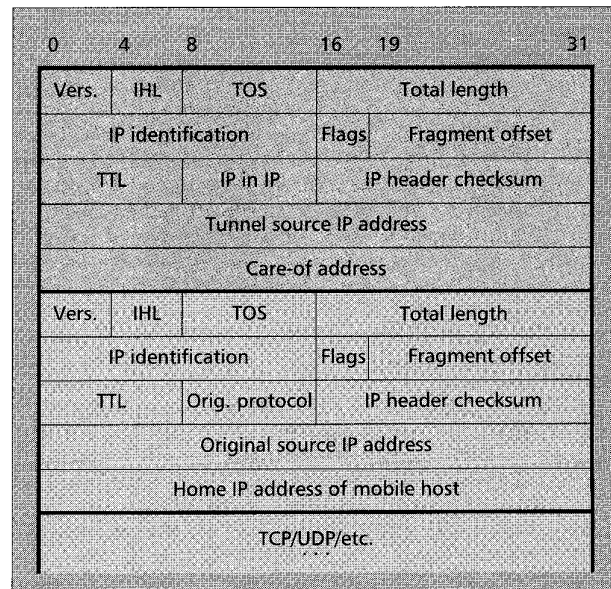 0 4 8 16 19 31
Vers. IHL TOS Total length
IP identification Flags Fragment offset
TTL IP in IP IP header checksum
Tunnel source IP address
Care-of address
Vers. IHL TOS Total length
IP identification Flags Fragment offset
TTL Orig. protocol IP header checksum
Original source IP address
Home IP address of mobile host
TCP/UDP/etc.
. . .